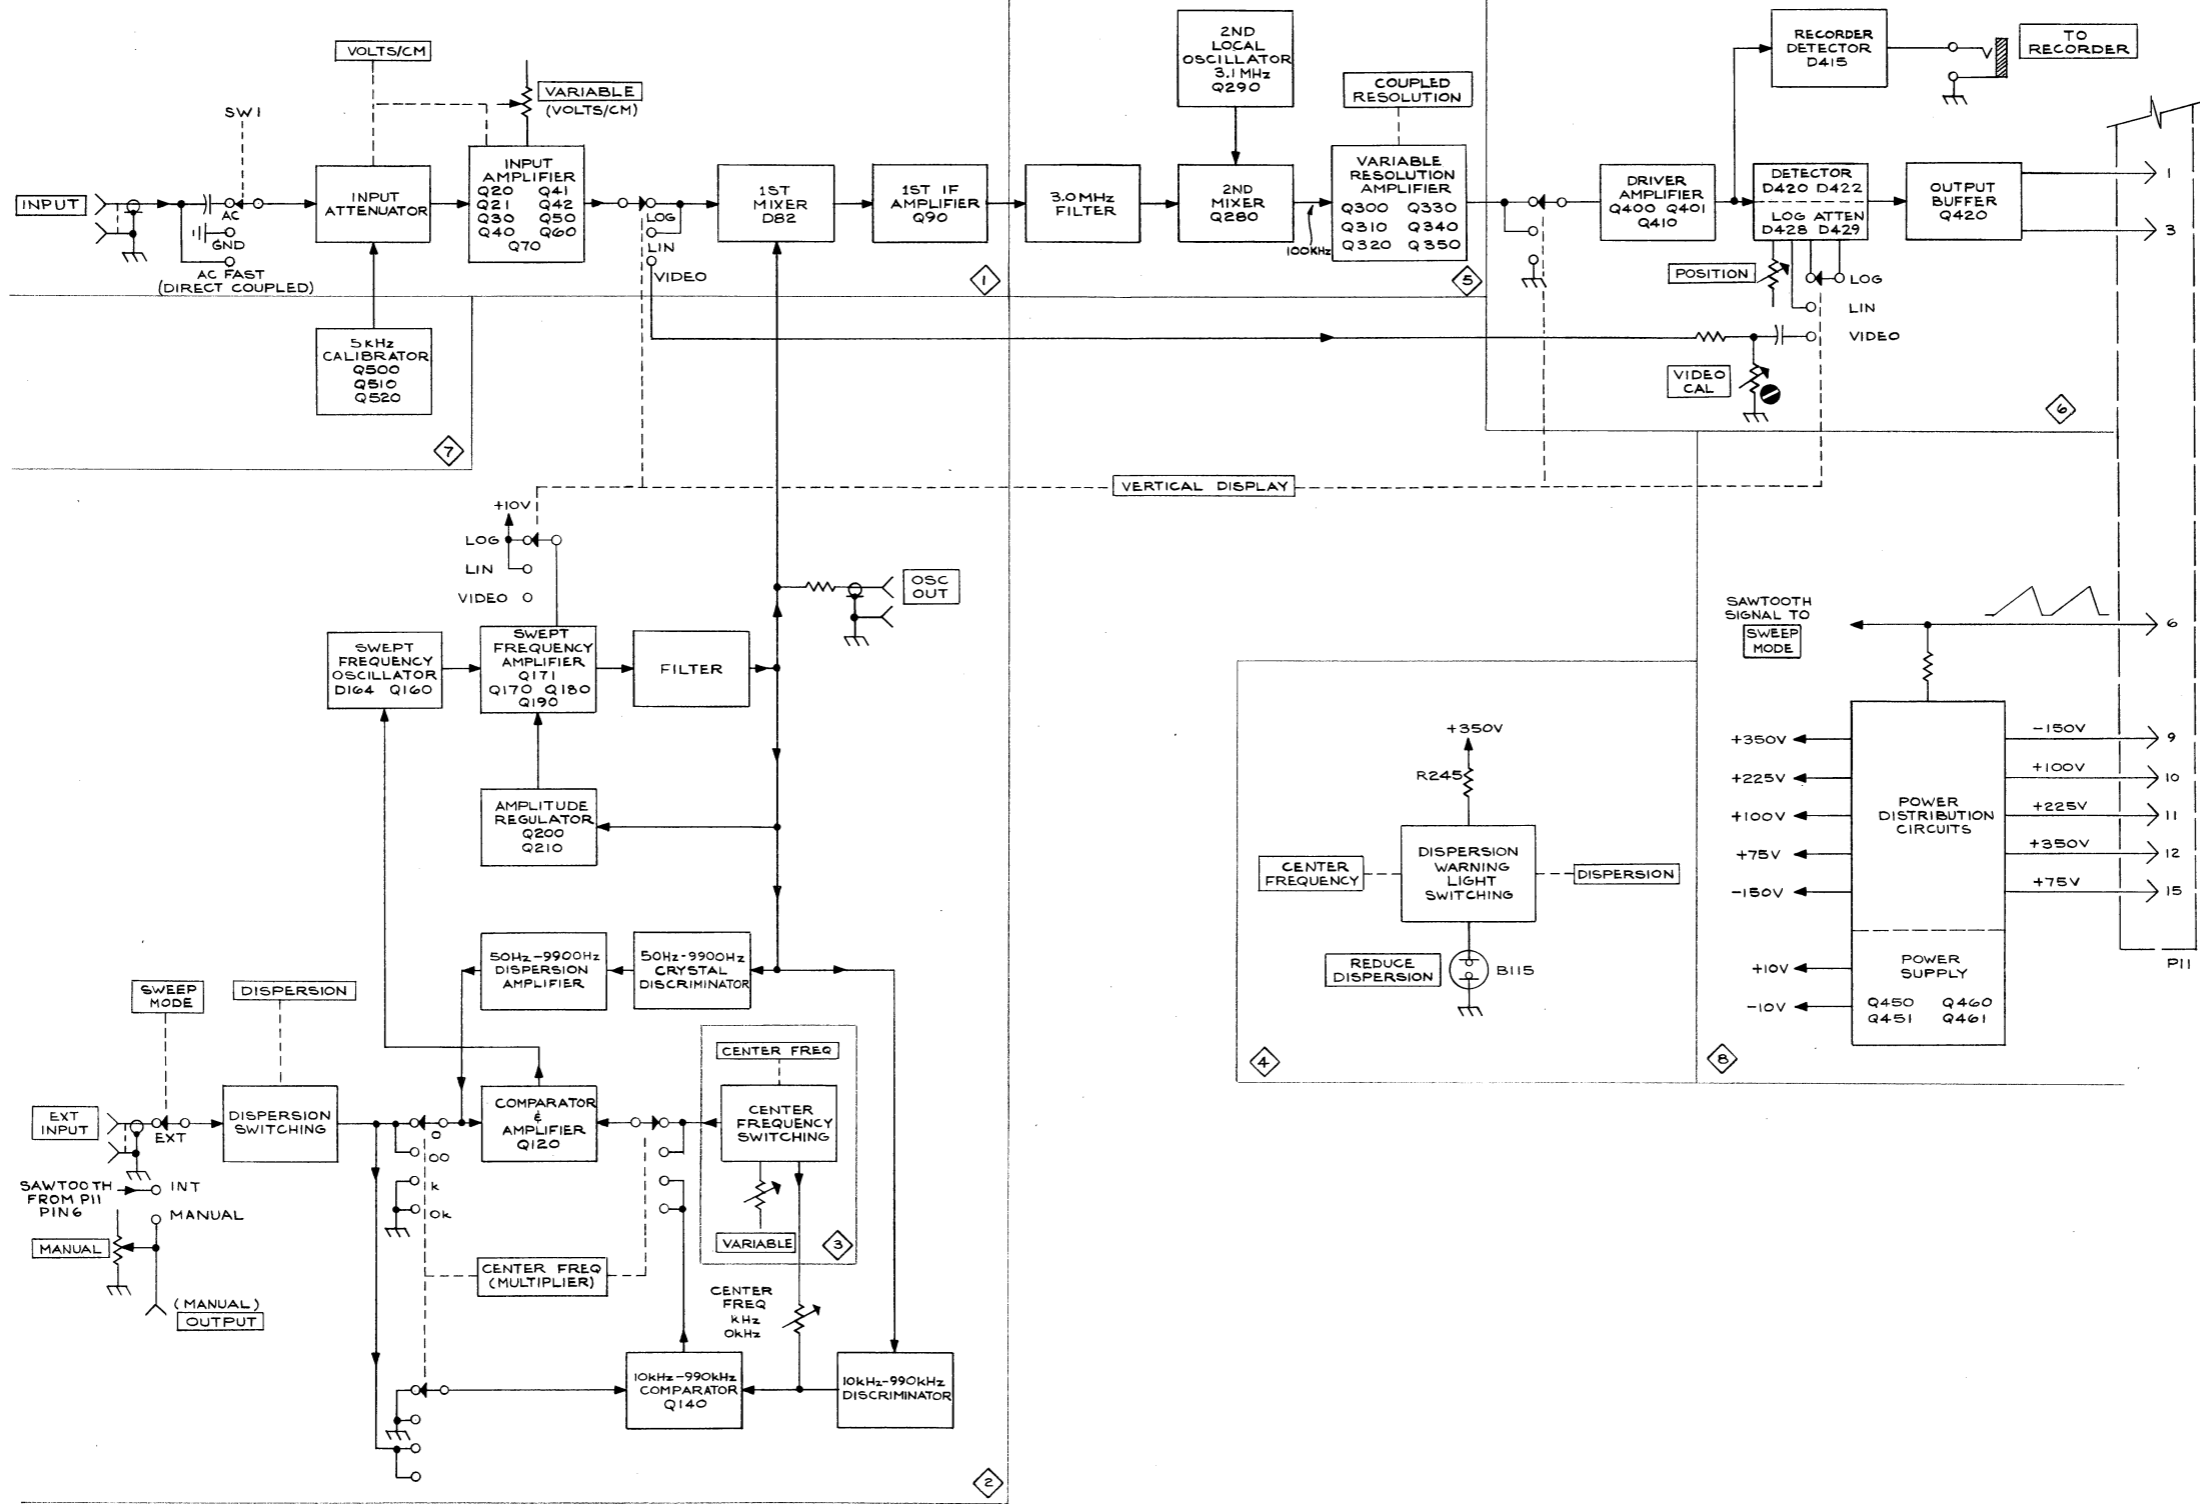 VOLTS/CM
SW1
VARIABLE
(VOLTS/CM)
INPUT
AC
GND
AC FAST
(DIRECT COUPLED)
INPUT
ATTENUATOR
INPUT
AMPLIFIER
Q20 Q41
Q21 Q42
Q30 Q50
Q40 Q60
Q70
LOG
LIN
VIDEO
1ST
MIXER
D82
1ST IF
AMPLIFIER
Q90
1
5KHz
CALIBRATOR
Q500
Q510
Q520
7
2ND
LOCAL
OSCILLATOR
3.1MHz
Q290
COUPLED
RESOLUTION
3.0MHz
FILTER
2ND
MIXER
Q280
100KHz
VARIABLE
RESOLUTION
AMPLIFIER
Q300 Q330
Q310 Q340
Q320 Q350
5
RECORDER
DETECTOR
D415
TO
RECORDER
DRIVER
AMPLIFIER
Q400 Q401
Q410
DETECTOR
D420 D422
LOG ATTEN
D428 D429
OUTPUT
BUFFER
Q420
1
3
POSITION
LOG
LIN
VIDEO
VIDEO
CAL
6
VERTICAL DISPLAY
+10V
LOG
LIN
VIDEO
OSC
OUT
SWEPT
FREQUENCY
OSCILLATOR
D164 Q160
SWEPT
FREQUENCY
AMPLIFIER
Q171
Q170 Q180
Q190
FILTER
AMPLITUDE
REGULATOR
Q200
Q210
50Hz-9900Hz
DISPERSION
AMPLIFIER
50Hz-9900Hz
CRYSTAL
DISCRIMINATOR
SWEEP
MODE
DISPERSION
EXT
INPUT
EXT
DISPERSION
SWITCHING
SAWTOOTH
FROM P11
PIN6
INT
MANUAL
MANUAL
(MANUAL)
OUTPUT
0
00
k
0k
COMPARATOR
&
AMPLIFIER
Q120
CENTER FREQ
CENTER
FREQUENCY
SWITCHING
VARIABLE
3
CENTER FREQ
(MULTIPLIER)
CENTER
FREQ
kHz
0kHz
10kHz-990kHz
COMPARATOR
Q140
10kHz-990kHz
DISCRIMINATOR
2
+350V
R245
CENTER
FREQUENCY
DISPERSION
WARNING
LIGHT
SWITCHING
DISPERSION
REDUCE
DISPERSION
B115
4
SAWTOOTH
SIGNAL TO
SWEEP
MODE
6
+350V
+225V
+100V
+75V
-150V
+10V
-10V
POWER
DISTRIBUTION
CIRCUITS
POWER
SUPPLY
Q450 Q460
Q451 Q461
-150V 9
+100V 10
+225V 11
+350V 12
+75V 15
P11
8